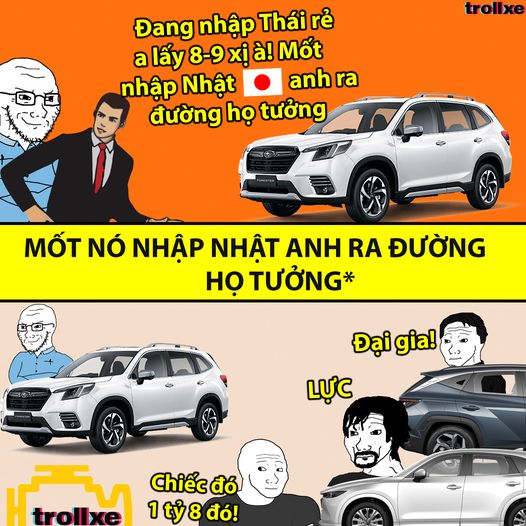 trollxe
Đang nhập Thái rẻ
a lấy 8-9 xị à! Mốt
nhập Nhật anh ra
đường họ tưởng
FORESTER
MỐT NÓ NHẬP NHẬT ANH RA ĐƯỜNG
HỌ TƯỞNG*
Đại gia!
LỰC
Chiếc đó
1 tỷ 8 đó!
trollxe